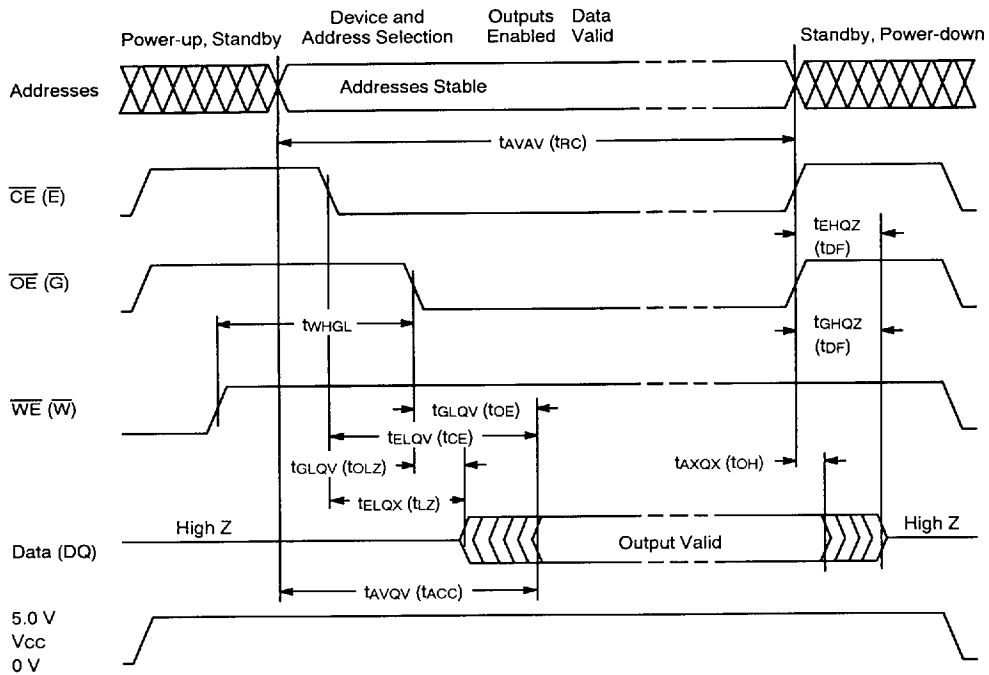 Power-up, Standby
Device and
Address Selection
Outputs
Enabled
Data
Valid
Standby, Power-down
Addresses
Addresses Stable
tAVAV (tRC)
CE (E)
tEHQZ
(tDF)
OE (G)
tWHGL
tGHQZ
(tDF)
WE (W)
tGLQV (tOE)
tELQV (tCE)
tGLQV (tOLZ)
tAXQX (tOH)
tELQX (tLZ)
High Z
High Z
Data (DQ)
Output Valid
tAVQV (tACC)
5.0 V
VCC
0 V